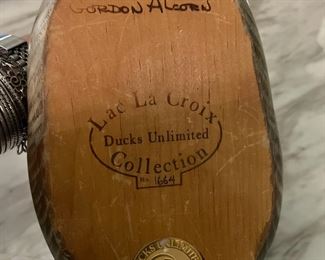 GORDON ALCORN
Lac La Croix
Ducks Unlimited
Collection
No. 1664